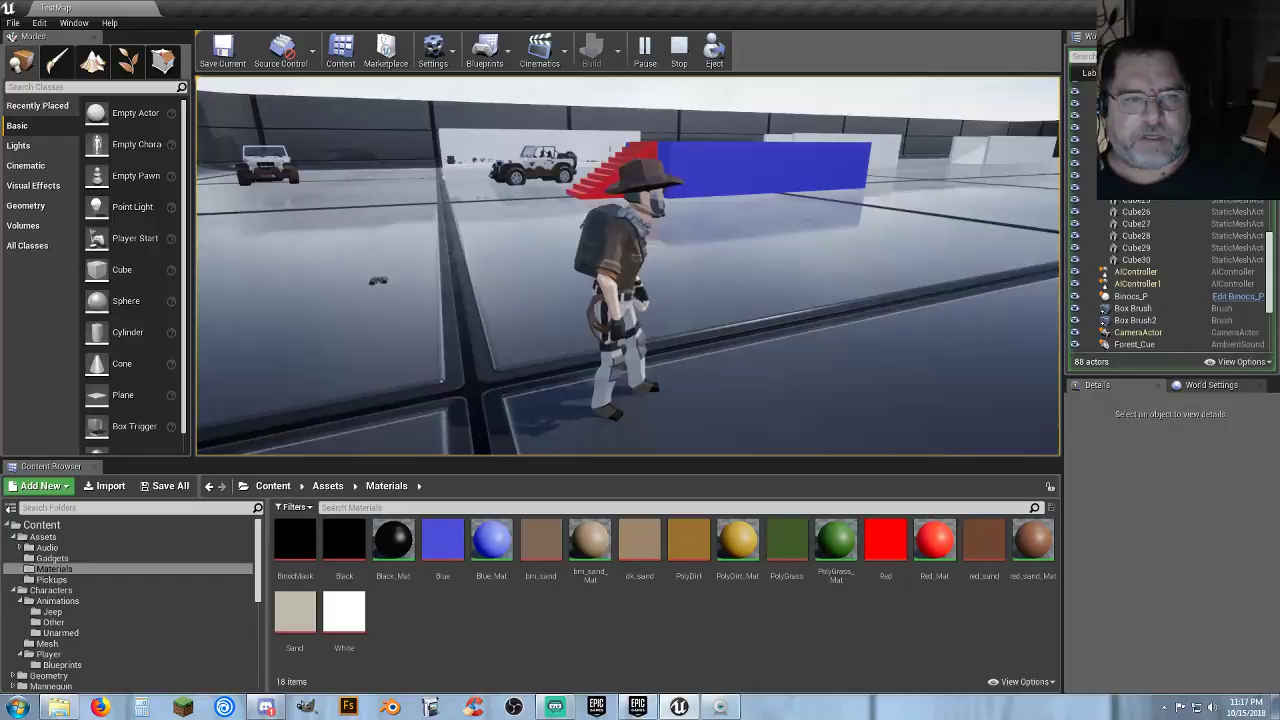 TestMap
File Edit Window Help
Modes
Search Classes
Recently Placed
Basic
Lights
Cinematic
Visual Effects
Geometry
Volumes
All Classes
Empty Actor
Empty Chara
Empty Pawn
Point Light
Player Start
Cube
Sphere
Cylinder
Cone
Plane
Box Trigger
Save Current Source Control Content Marketplace Settings Blueprints Cinematics Build Pause Stop Eject
Cube26 StaticMeshAct
Cube27 StaticMeshAct
Cube28 StaticMeshAct
Cube29 StaticMeshAct
Cube30 StaticMeshAct
AIController AIController
AIController1 AIController
Binocs_P Edit Binocs_P
Box Brush Brush
Box Brush2 Brush
CameraActor CameraActor
Forest_Cue AmbientSound
88 actors View Options
Details World Settings
Select an object to view details.
Content Browser
Add New Import Save All Content Assets Materials
Search Folders
Filters Search Materials
Content
Assets
Audio
Gadgets
Materials
Pickups
Characters
Animations
Jeep
Other
Unarmed
Mesh
Player
Blueprints
Geometry
Mannequin
BinocMask Black Black_Mat Blue Blue_Mat brn_sand brn_sand_Mat dk_sand PolyDirt PolyDirt_Mat PolyGrass PolyGrass_Mat Red Red_Mat red_sand red_sand_Mat
Sand White
18 items View Options
11:17 PM
10/15/2018